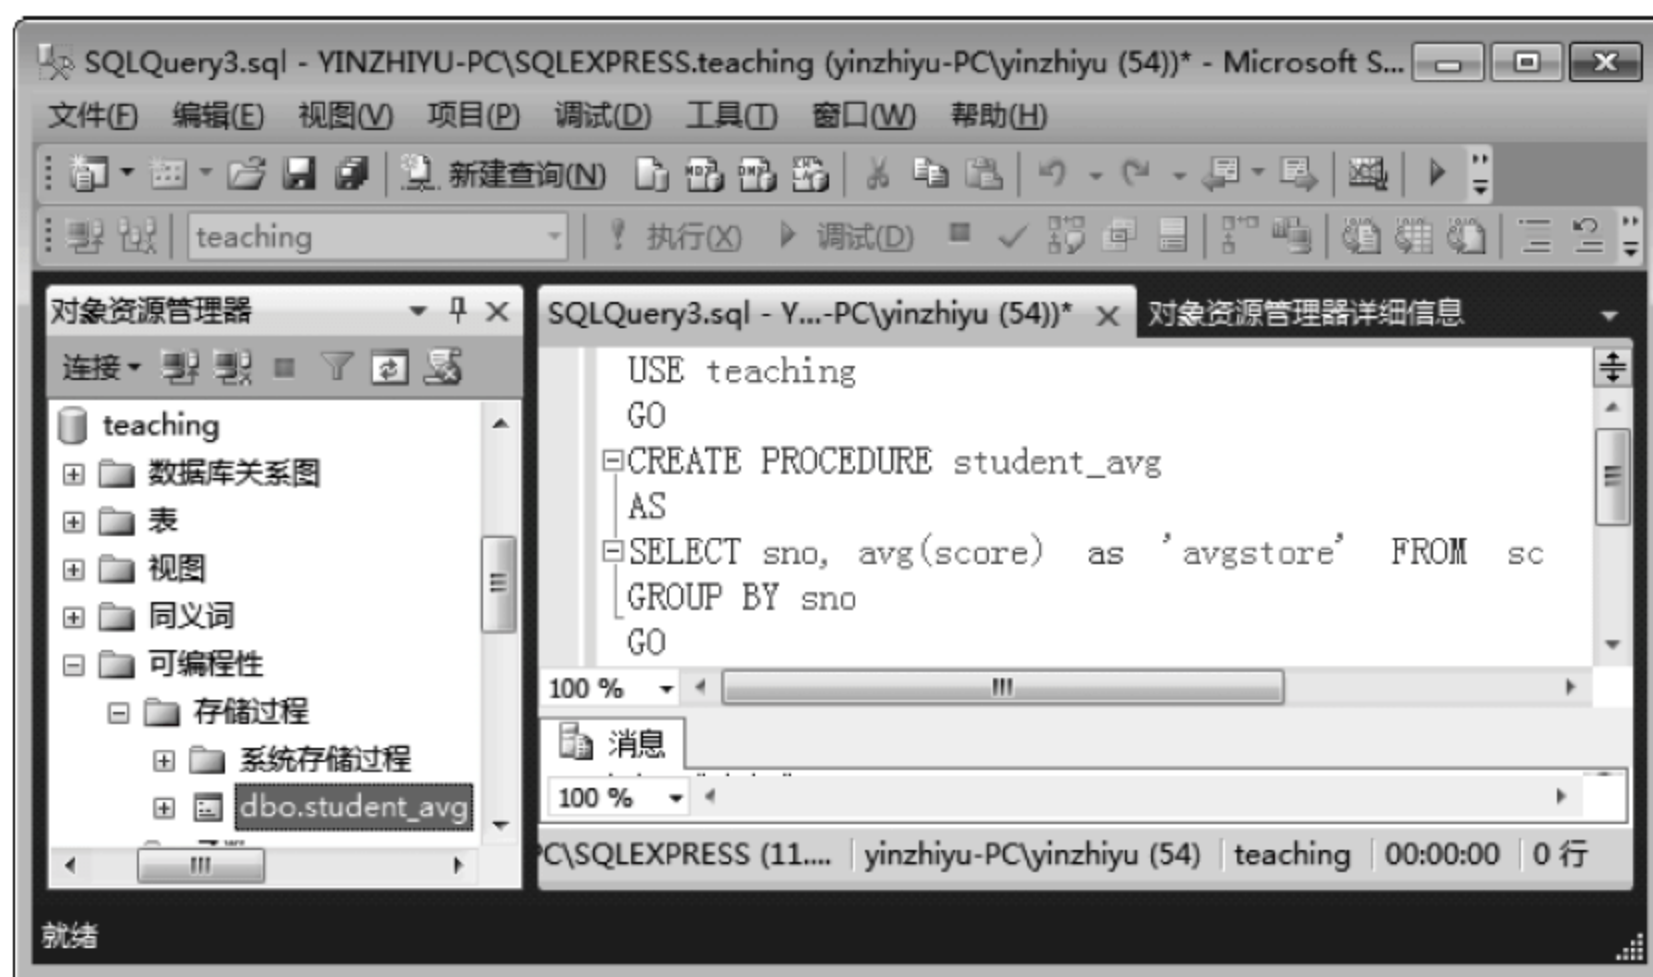 SQLQuery3.sql - YINZHIYU-PC\SQLEXPRESS.teaching (yinzhiyu-PC\yinzhiyu (54))* - Microsoft S...
文件(F) 编辑(E) 视图(V) 项目(P) 调试(D) 工具(T) 窗口(W) 帮助(H)
新建查询(N)
teaching 执行(X) 调试(D)
对象资源管理器
连接
teaching
数据库关系图
表
视图
同义词
可编程性
存储过程
系统存储过程
dbo.student_avg
SQLQuery3.sql - Y...-PC\yinzhiyu (54))* 对象资源管理器详细信息
USE teaching
GO
CREATE PROCEDURE student_avg
AS
SELECT sno, avg(score) as 'avgstore' FROM sc
GROUP BY sno
GO
100 %
消息
100 %
PC\SQLEXPRESS (11.... yinzhiyu-PC\yinzhiyu (54) teaching 00:00:00 0 行
就绪